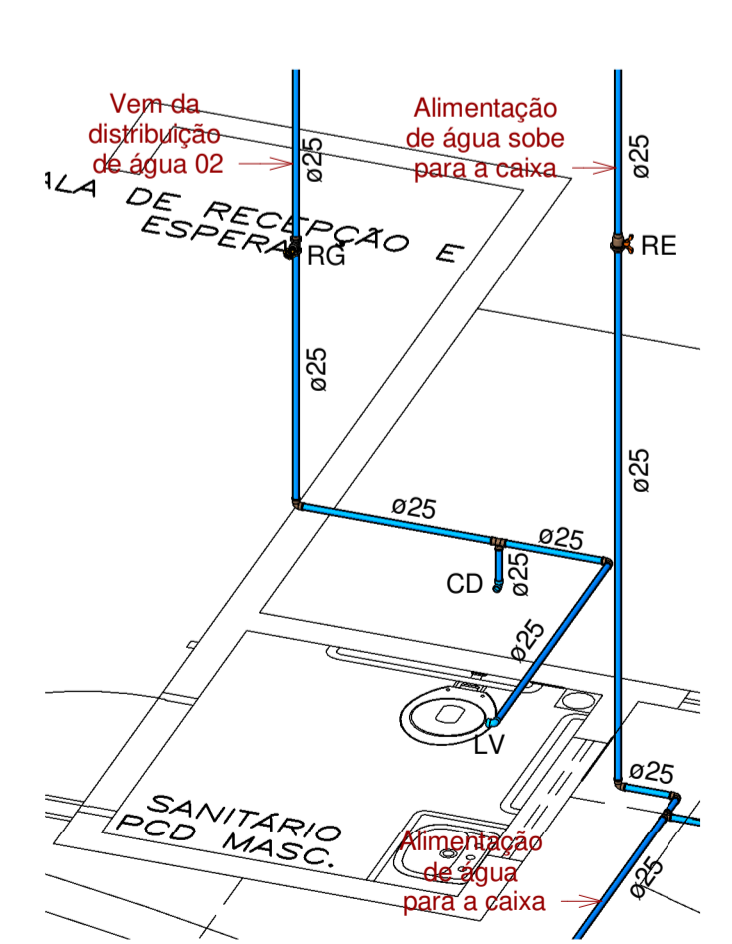 Vem da
distribuição
de água 02
Alimentação
de água sobe
para a caixa
ø25
ø25
ALA DE RECEPÇÃO E
ESPERA
RG
RE
ø25
ø25
ø25
ø25
CD
ø25
ø25
LV
ø25
SANITÁRIO
PCD MASC.
Alimentação
de água
para a caixa
ø25